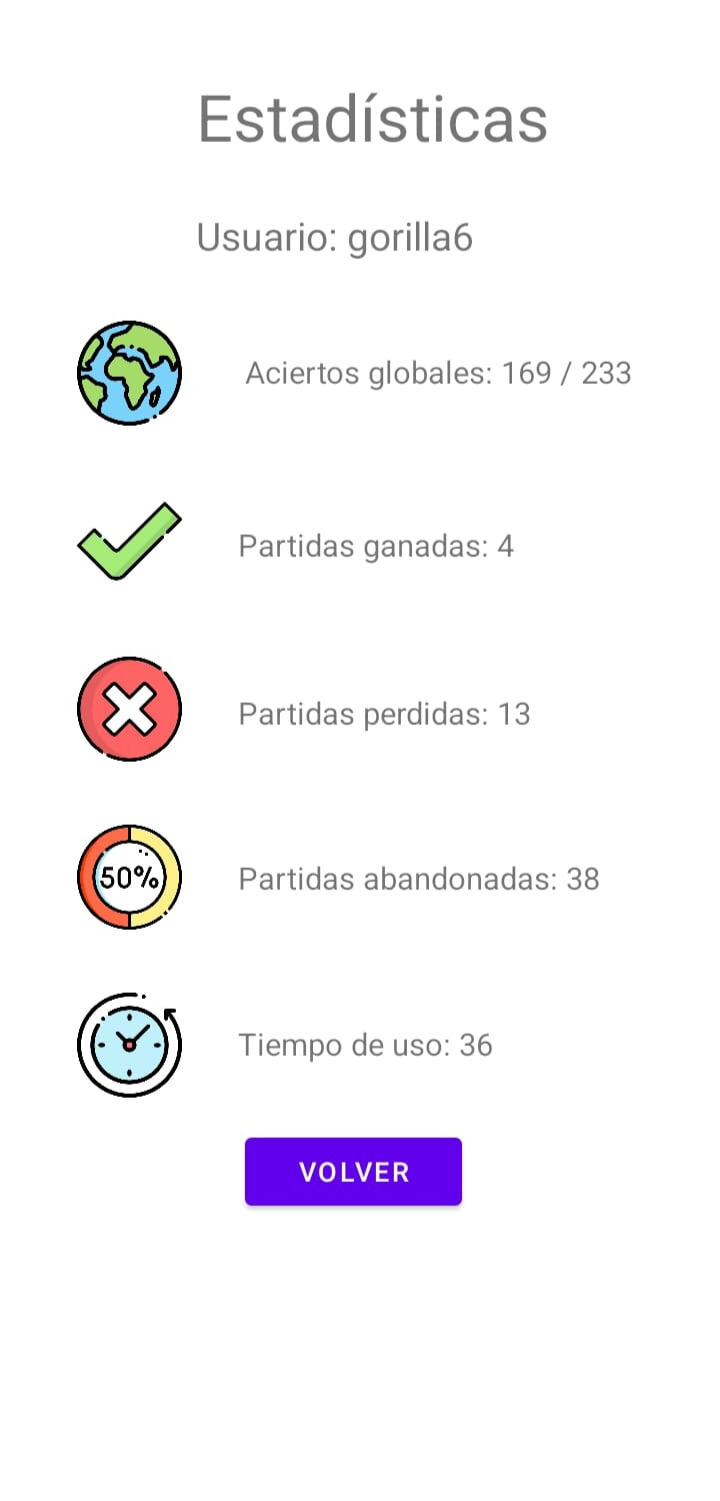 Estadísticas
Usuario: gorilla6
Aciertos globales: 169 / 233
Partidas ganadas: 4
Partidas perdidas: 13
50%
Partidas abandonadas: 38
Tiempo de uso: 36
VOLVER